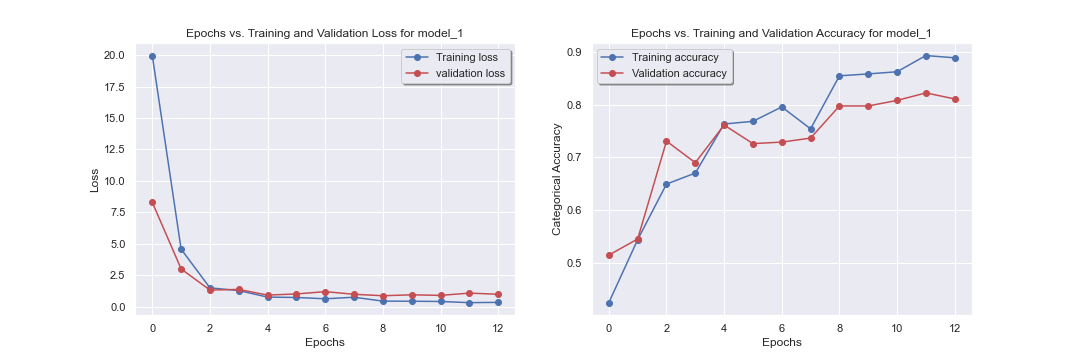 Epochs vs. Training and Validation Loss for model_1
Training loss
validation loss
20.0
17.5
15.0
12.5
10.0
7.5
5.0
2.5
0.0
Loss
0 2 4 6 8 10 12
Epochs
Epochs vs. Training and Validation Accuracy for model_1
Training accuracy
Validation accuracy
0.9
0.8
0.7
0.6
0.5
Categorical Accuracy
0 2 4 6 8 10 12
Epochs